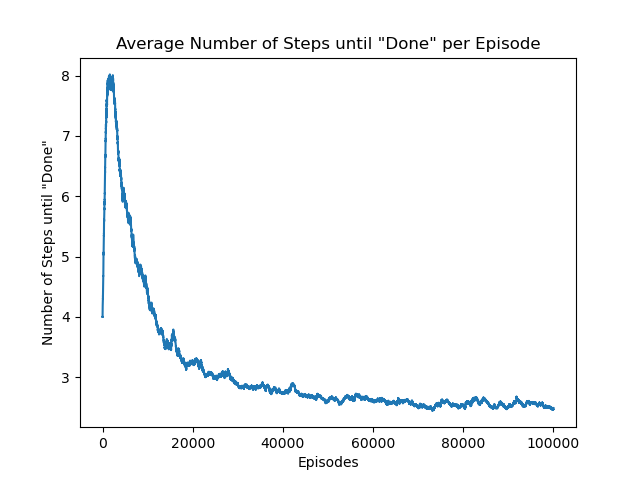 Average Number of Steps until "Done" per Episode
Number of Steps until "Done"
8
7
6
5
4
3
0 20000 40000 60000 80000 100000
Episodes